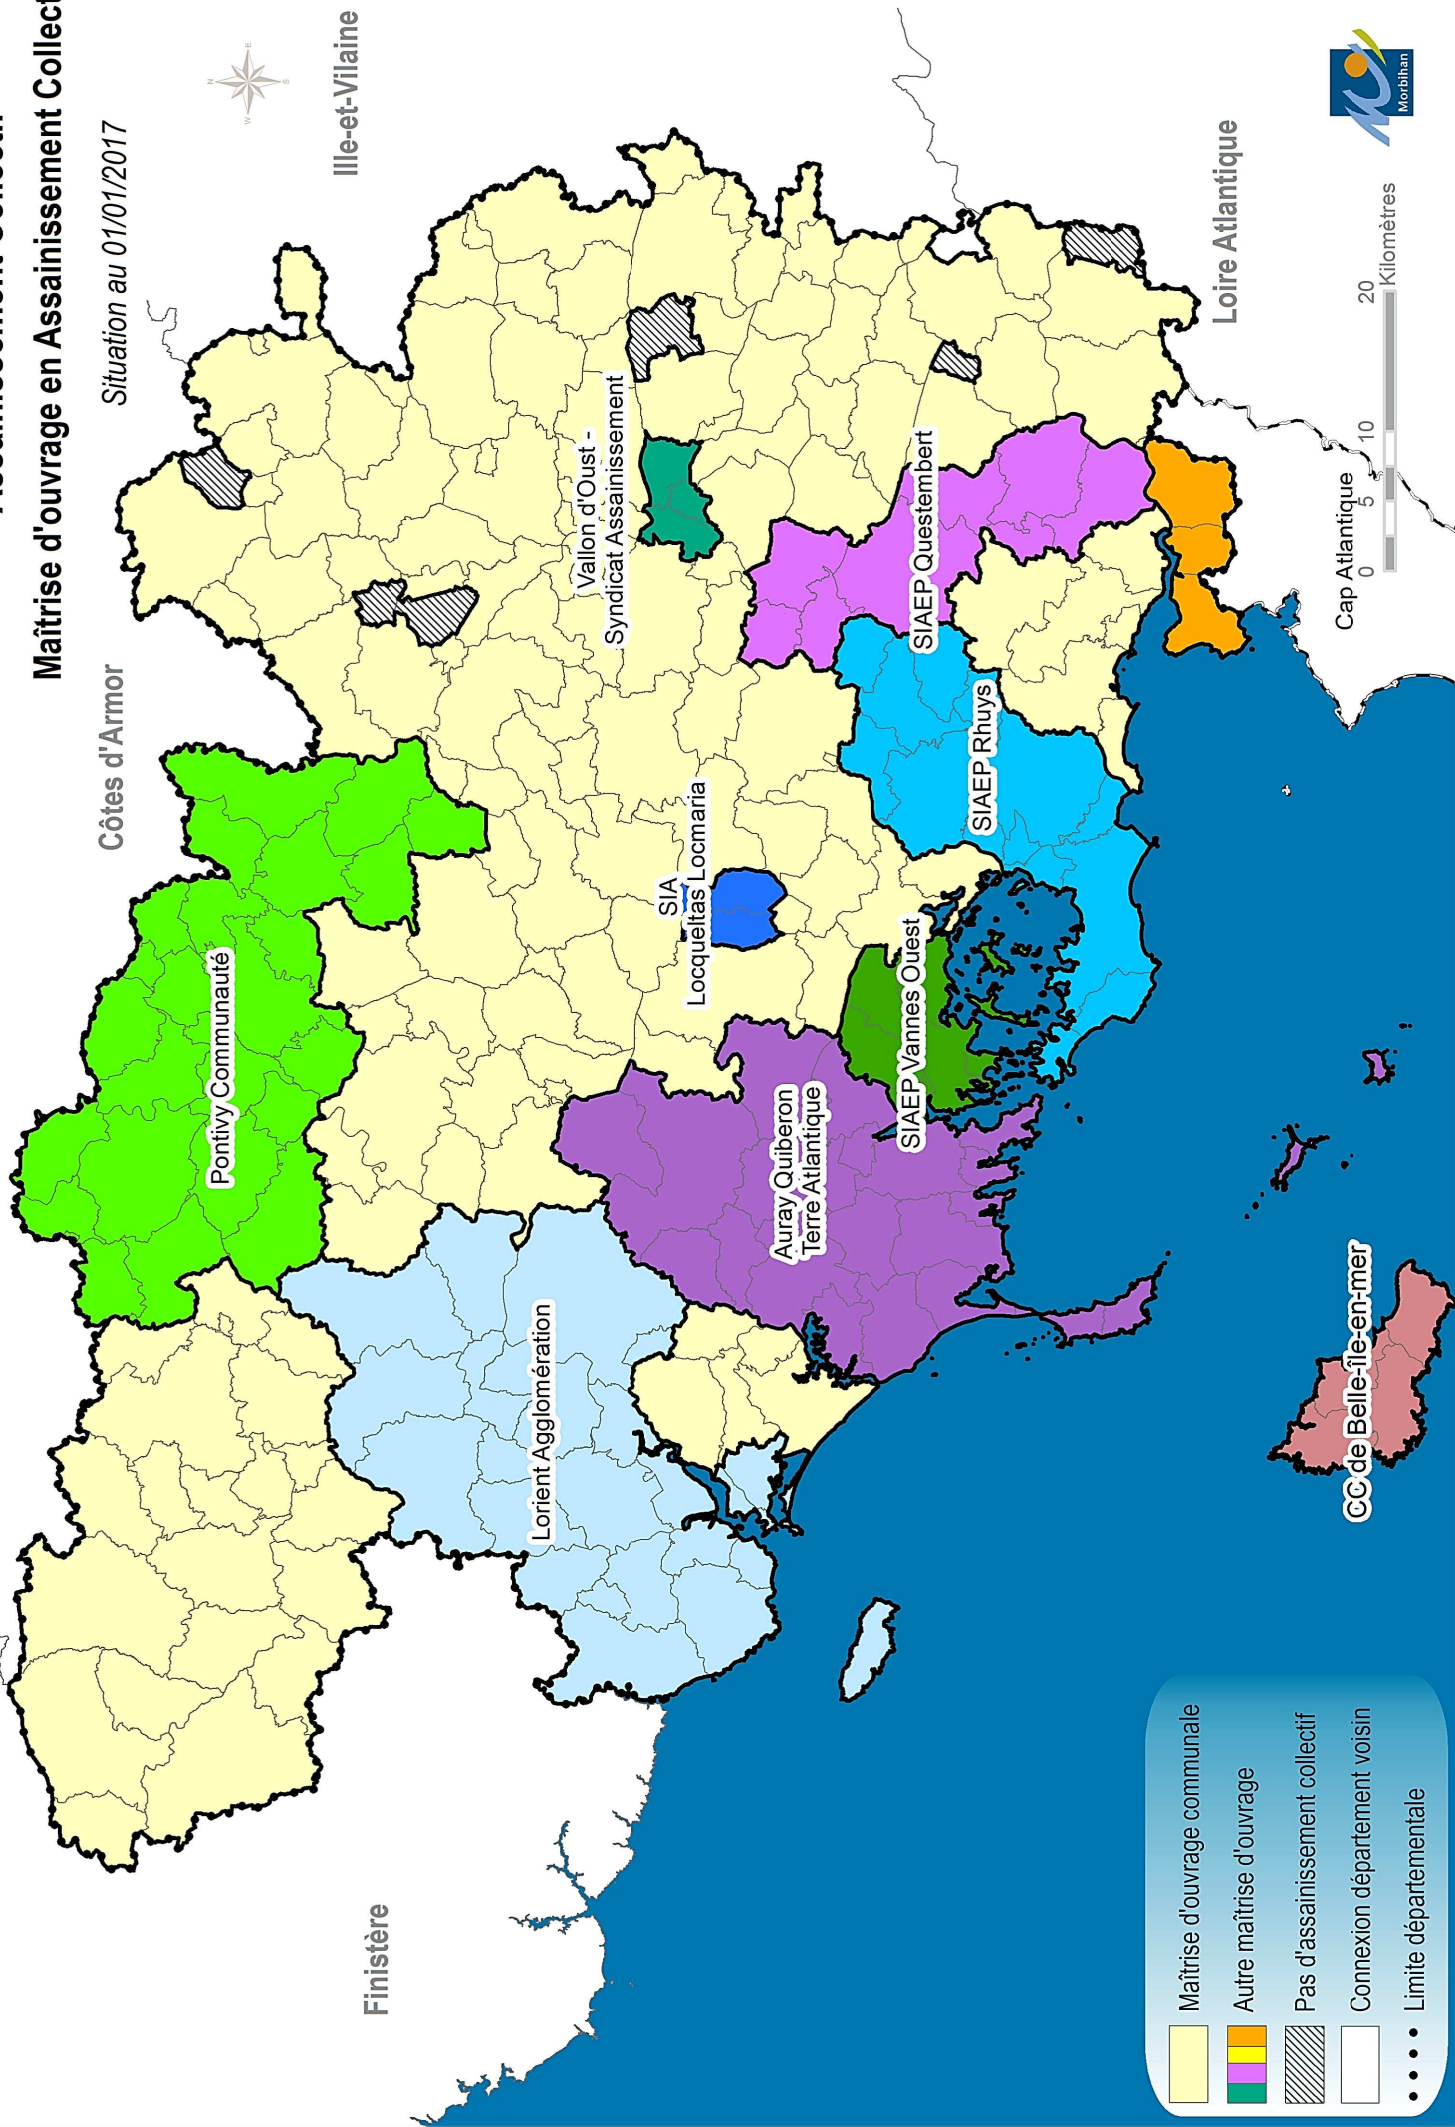 Maîtrise d'ouvrage en Assainissement Collect
Situation au 01/01/2017
N
W
E
S
Côtes d'Armor
Ille-et-Vilaine
Finistère
Loire Atlantique
Pontivy Communauté
Lorient Agglomération
Vallon d'Oust -
Syndicat Assainissement
SIA
Locqueltas Locmaria
Auray Quiberon
Terre Atlantique
SIAEP Vannes Ouest
SIAEP Questembert
SIAEP Rhuys
Cap Atlantique
CC de Belle-île-en-mer
Maîtrise d'ouvrage communale
Autre maîtrise d'ouvrage
Pas d'assainissement collectif
Connexion département voisin
Limite départementale
0 5 10 20
Kilomètres
Morbihan